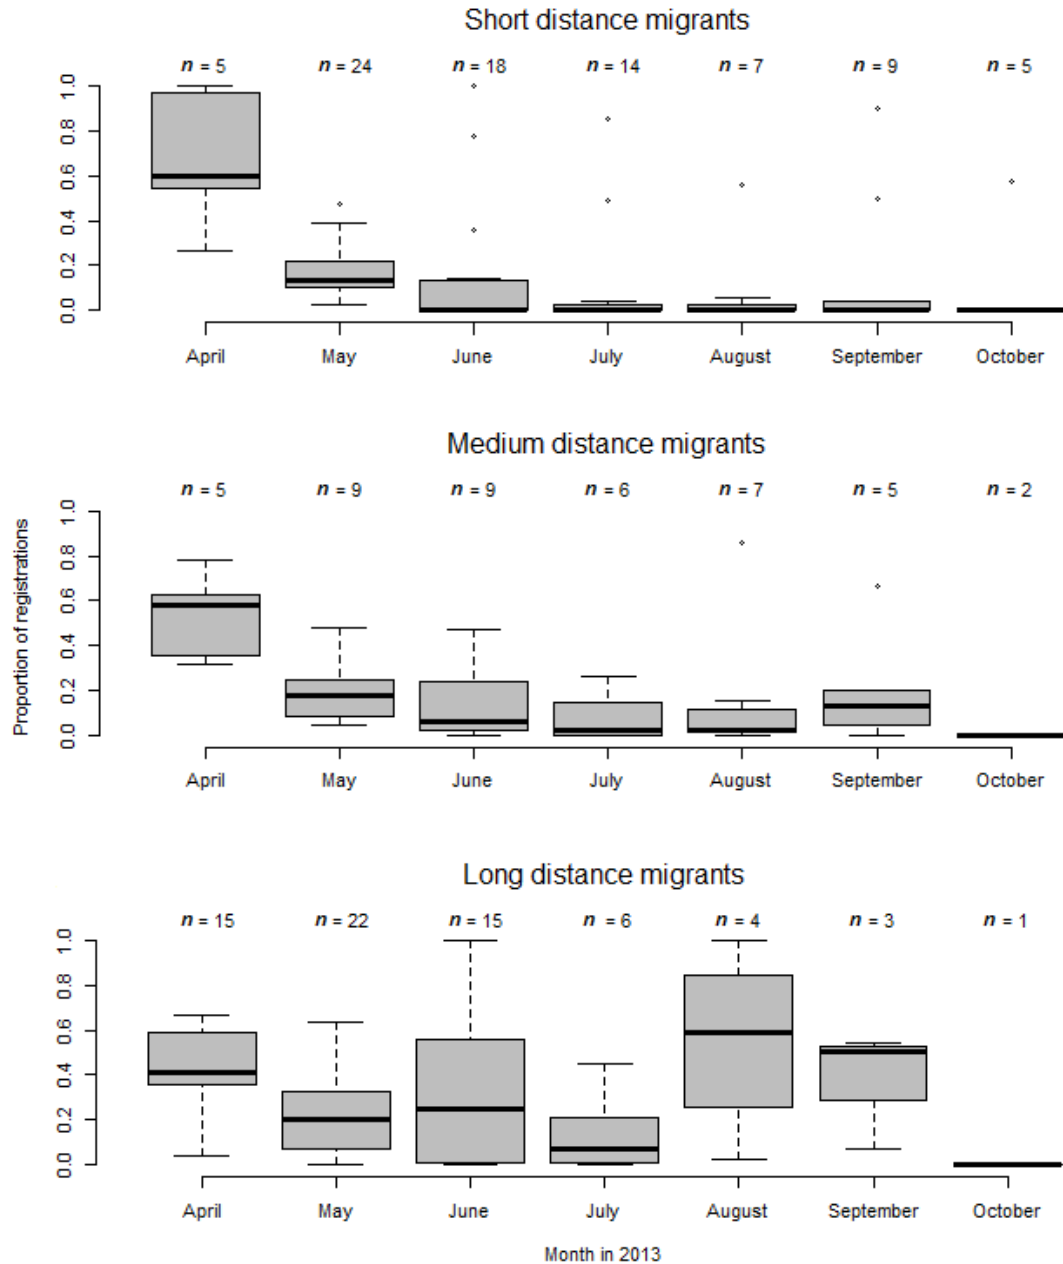 Short distance migrants
n = 5 n = 24 n = 18 n = 14 n = 7 n = 9 n = 5
1.0
0.8
0.6
0.4
0.2
0.0
April May June July August September October
Medium distance migrants
n = 5 n = 9 n = 9 n = 6 n = 7 n = 5 n = 2
Proportion of registrations
1.0
0.8
0.6
0.4
0.2
0.0
April May June July August September October
Long distance migrants
n = 15 n = 22 n = 15 n = 6 n = 4 n = 3 n = 1
1.0
0.8
0.6
0.4
0.2
0.0
April May June July August September October
Month in 2013